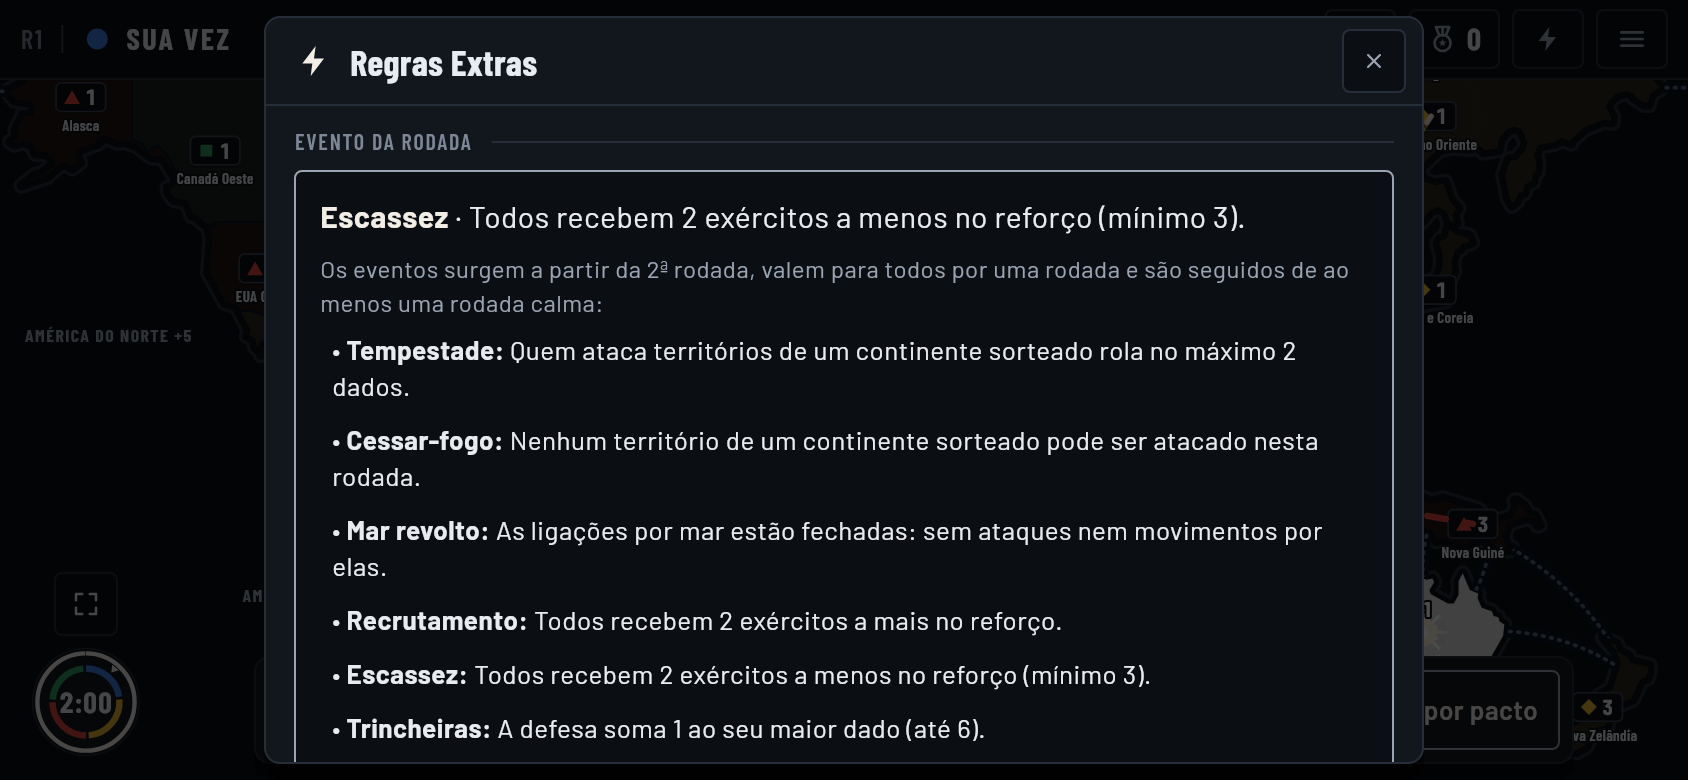 R1
SUA VEZ
Regras Extras
0
1
Alasca
1
Canadá Oeste
EUA
AMÉRICA DO NORTE +5
2:00
EVENTO DA RODADA
Escassez · Todos recebem 2 exércitos a menos no reforço (mínimo 3).
Os eventos surgem a partir da 2ª rodada, valem para todos por uma rodada e são seguidos de ao
menos uma rodada calma:
• Tempestade: Quem ataca territórios de um continente sorteado rola no máximo 2
dados.
• Cessar-fogo: Nenhum território de um continente sorteado pode ser atacado nesta
rodada.
• Mar revolto: As ligações por mar estão fechadas: sem ataques nem movimentos por
elas.
• Recrutamento: Todos recebem 2 exércitos a mais no reforço.
• Escassez: Todos recebem 2 exércitos a menos no reforço (mínimo 3).
• Trincheiras: A defesa soma 1 ao seu maior dado (até 6).
1
Oriente
1
e Coreia
3
Nova Guiné
por pacto
3
va Zelândia